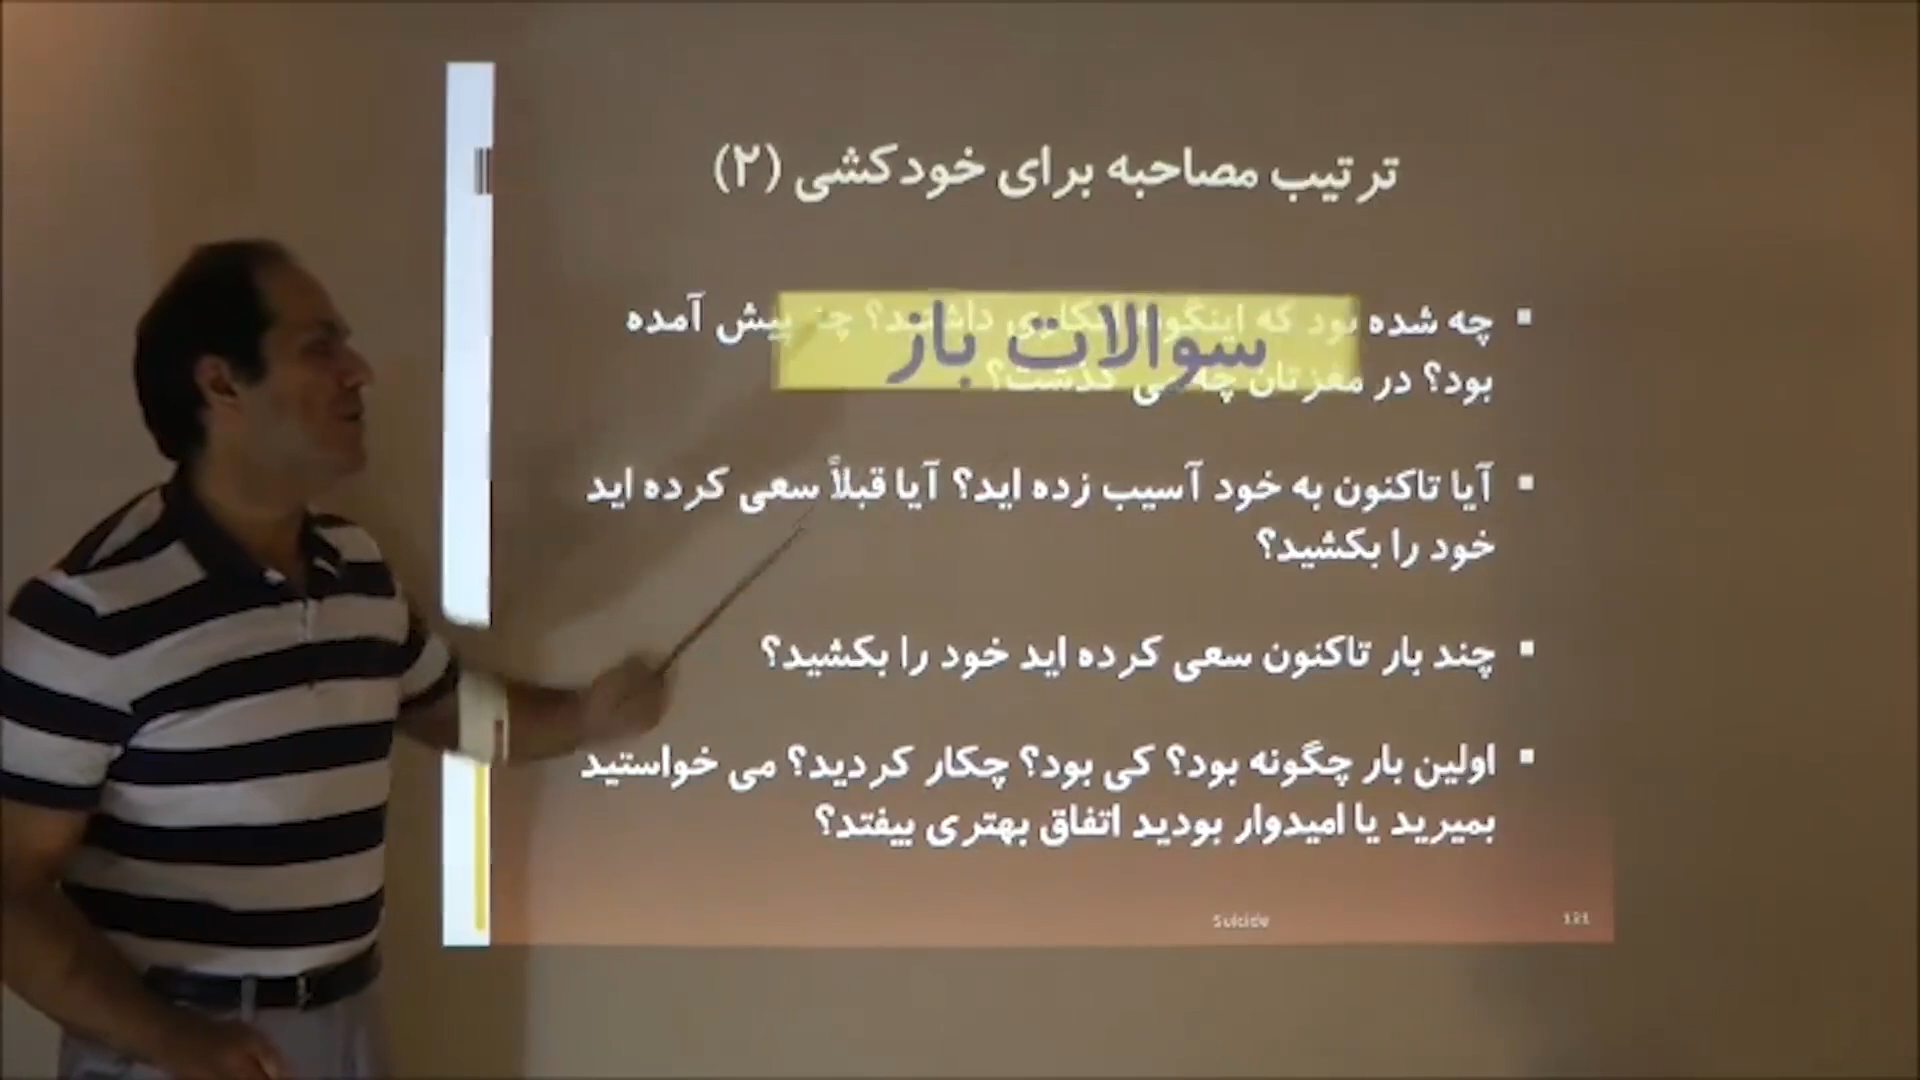 ترتیب مصاحبه برای خودکشی (۲)
چه شده بود که اینگونه افکاری داشتید؟ چیز پیش آمده
سوالات باز
بود؟ در مغزتان چه می گذشت؟
آیا تاکنون به خود آسیب زده اید؟ آیا قبلاً سعی کرده اید
خود را بکشید؟
چند بار تاکنون سعی کرده اید خود را بکشید؟
اولین بار چگونه بود؟ کی بود؟ چکار کردید؟ می خواستید
بمیرید یا امیدوار بودید اتفاق بهتری بیفتد؟
Suicide
131